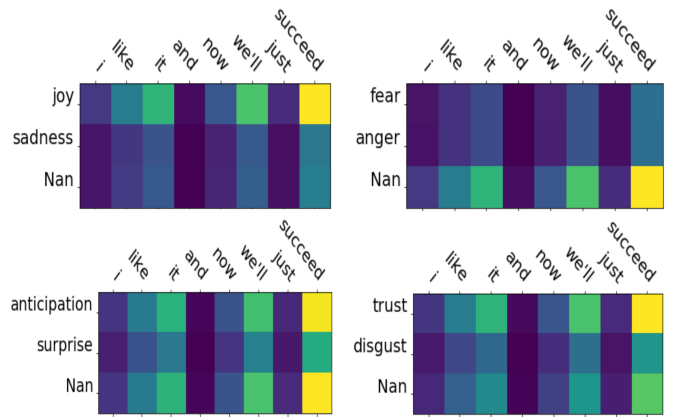 i like it and now we'll just succeed
joy
sadness
Nan
i like it and now we'll just succeed
fear
anger
Nan
i like it and now we'll just succeed
anticipation
surprise
Nan
i like it and now we'll just succeed
trust
disgust
Nan